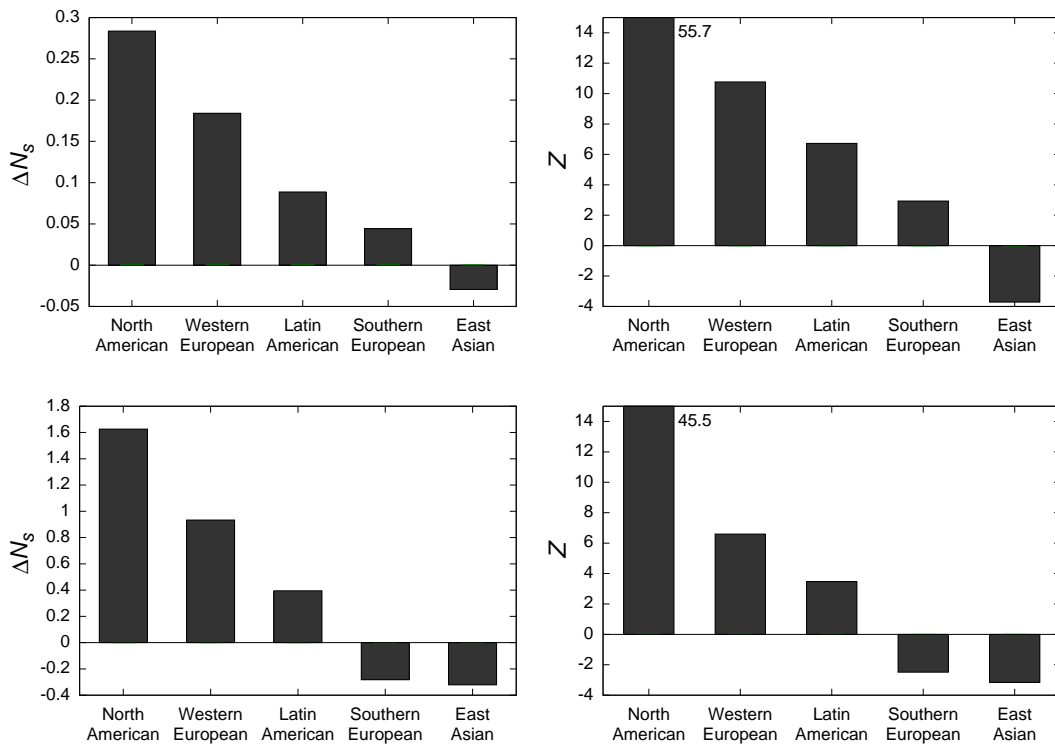 0.3
0.25
0.2
0.15
0.1
0.05
0
-0.05
ΔNs
North
American
Western
European
Latin
American
Southern
European
East
Asian
14
12
10
8
6
4
2
0
-2
-4
Z
55.7
North
American
Western
European
Latin
American
Southern
European
East
Asian
1.8
1.6
1.4
1.2
1
0.8
0.6
0.4
0.2
0
-0.2
-0.4
ΔNs
North
American
Western
European
Latin
American
Southern
European
East
Asian
14
12
10
8
6
4
2
0
-2
-4
Z
45.5
North
American
Western
European
Latin
American
Southern
European
East
Asian